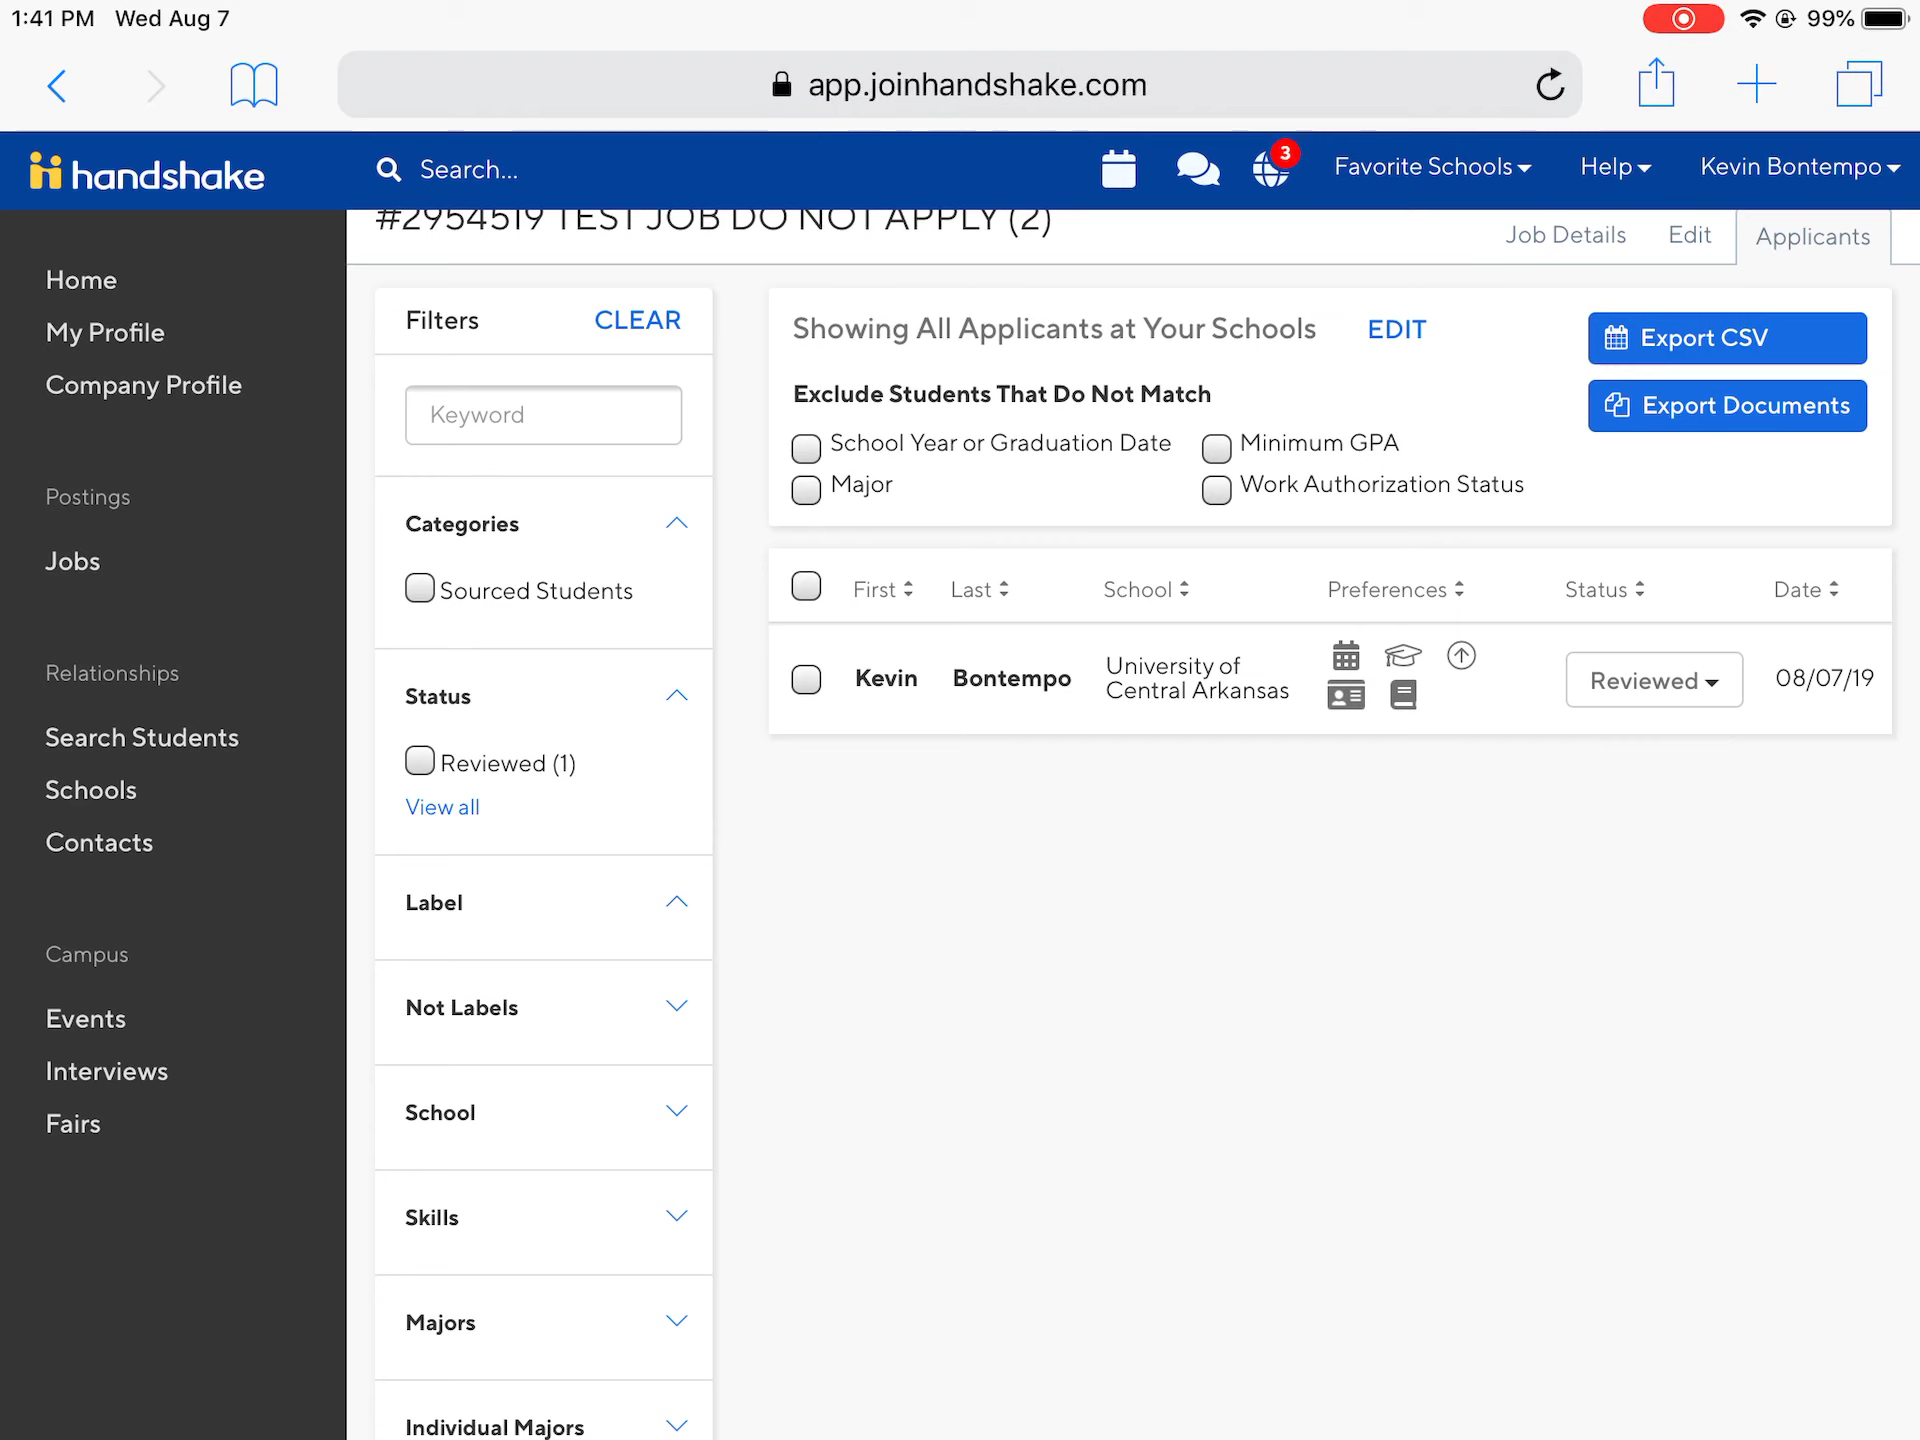 1:41 PM Wed Aug 7
99%
app.joinhandshake.com
handshake
Search...
3
Favorite Schools
Help
Kevin Bontempo
#2954519 TEST JOB DO NOT APPLY (2)
Job Details
Edit
Applicants
Home
My Profile
Company Profile
Postings
Jobs
Relationships
Search Students
Schools
Contacts
Campus
Events
Interviews
Fairs
Filters
CLEAR
Keyword
Categories
Sourced Students
Status
Reviewed (1)
View all
Label
Not Labels
School
Skills
Majors
Individual Majors
Showing All Applicants at Your Schools
EDIT
Export CSV
Export Documents
Exclude Students That Do Not Match
School Year or Graduation Date
Minimum GPA
Major
Work Authorization Status
First
Last
School
Preferences
Status
Date
Kevin
Bontempo
University of
Central Arkansas
Reviewed
08/07/19